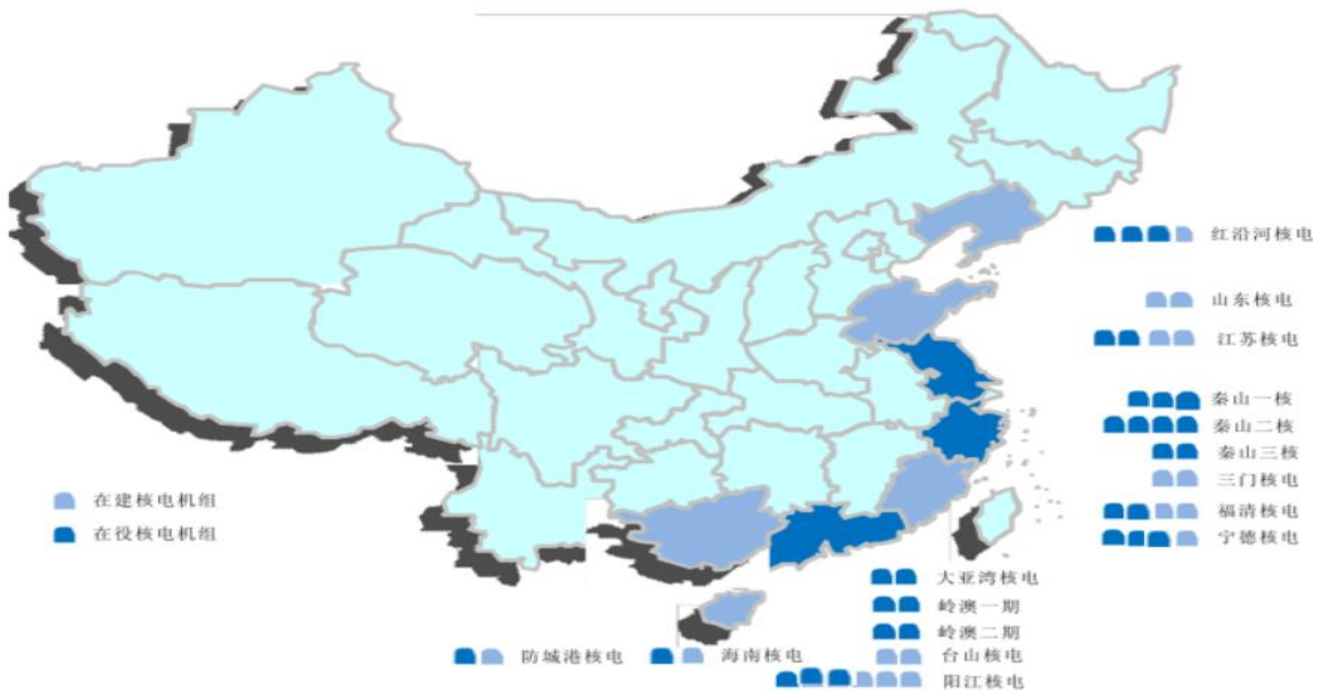 红沿河核电
山东核电
江苏核电
秦山一核
秦山二核
秦山三核
三门核电
福清核电
宁德核电
在建核电机组
在役核电机组
大亚湾核电
岭澳一期
岭澳二期
防城港核电
海南核电
台山核电
阳江核电